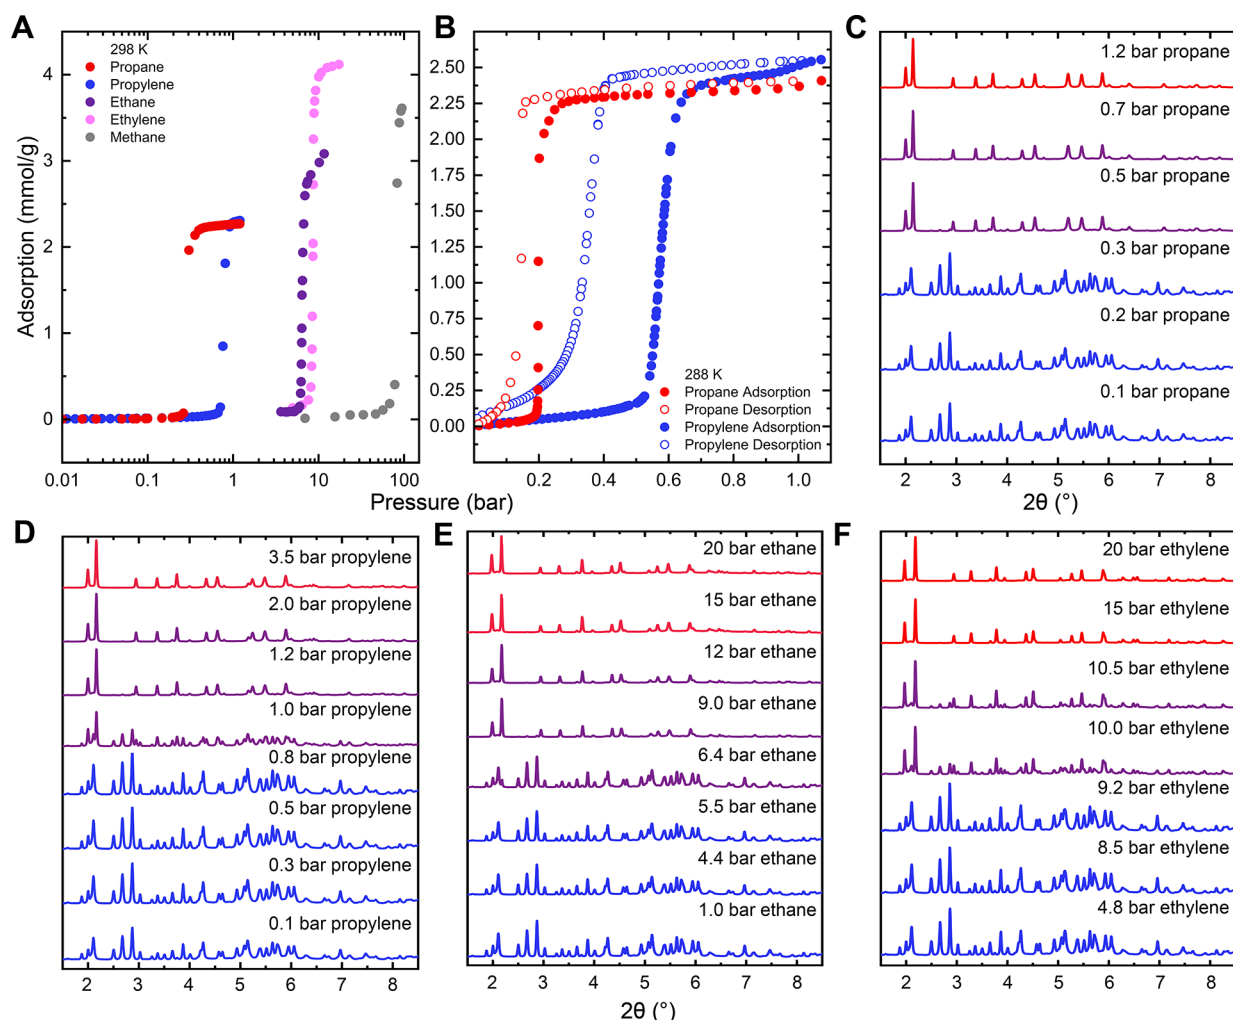 A
B
C
298 K
Propane
Propylene
Ethane
Ethylene
Methane
Adsorption (mmol/g)
4
3
2
1
0
0.01
0.1
1
10
100
2.50
2.25
2.00
1.75
1.50
1.25
1.00
0.75
0.50
0.25
0.00
288 K
Propane Adsorption
Propane Desorption
Propylene Adsorption
Propylene Desorption
0.2
0.4
0.6
0.8
1.0
Pressure (bar)
1.2 bar propane
0.7 bar propane
0.5 bar propane
0.3 bar propane
0.2 bar propane
0.1 bar propane
2 3 4 5 6 7 8
2θ (°)
D
3.5 bar propylene
2.0 bar propylene
1.2 bar propylene
1.0 bar propylene
0.8 bar propylene
0.5 bar propylene
0.3 bar propylene
0.1 bar propylene
2 3 4 5 6 7 8
E
20 bar ethane
15 bar ethane
12 bar ethane
9.0 bar ethane
6.4 bar ethane
5.5 bar ethane
4.4 bar ethane
1.0 bar ethane
2 3 4 5 6 7 8
2θ (°)
F
20 bar ethylene
15 bar ethylene
10.5 bar ethylene
10.0 bar ethylene
9.2 bar ethylene
8.5 bar ethylene
4.8 bar ethylene
2 3 4 5 6 7 8